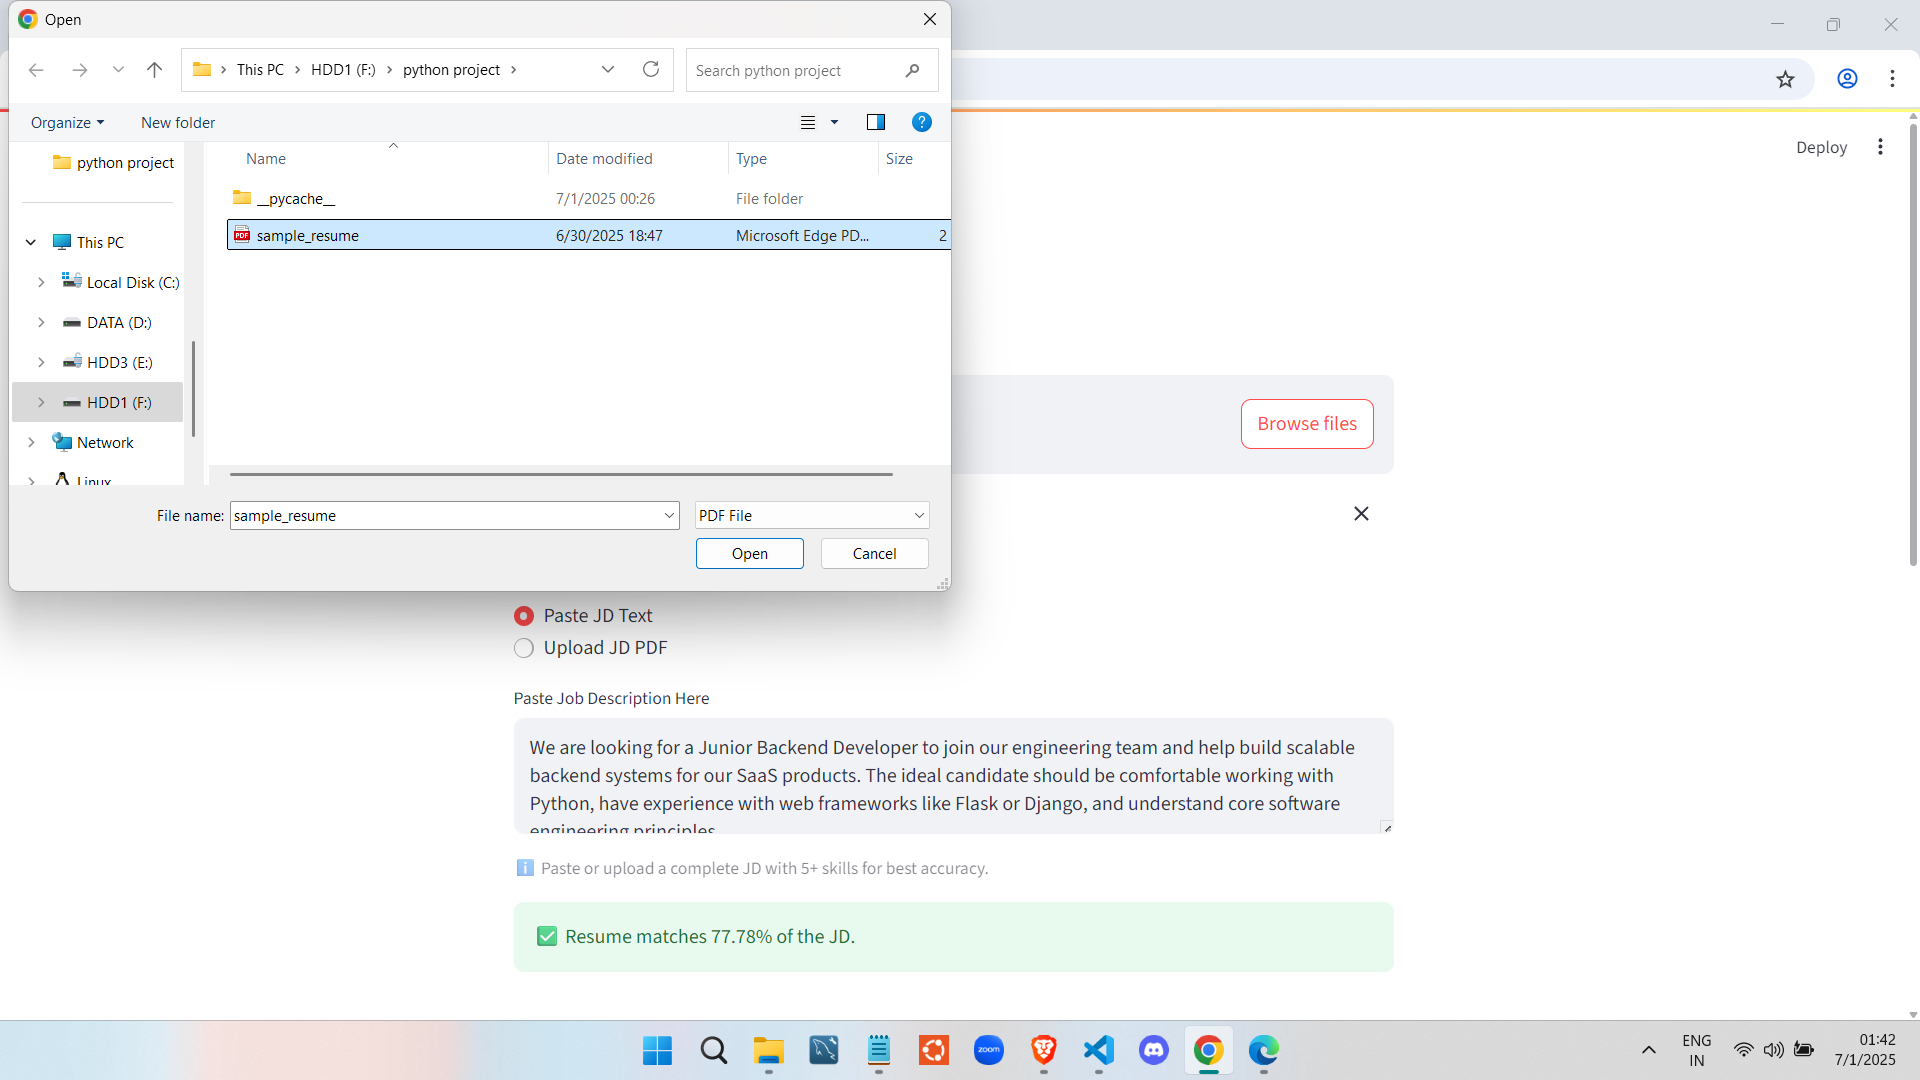 Open
This PC
HDD1 (F:)
python project
Search python project
Organize
New folder
?
python project
This PC
Local Disk (C:)
DATA (D:)
HDD3 (E:)
HDD1 (F:)
Network
Linux
Name
Date modified
Type
Size
__pycache__
7/1/2025 00:26
File folder
PDF
sample_resume
6/30/2025 18:47
Microsoft Edge PD...
2
File name:
sample_resume
PDF File
Open
Cancel
Deploy
Browse files
Paste JD Text
Upload JD PDF
Paste Job Description Here
We are looking for a Junior Backend Developer to join our engineering team and help build scalable
backend systems for our SaaS products. The ideal candidate should be comfortable working with
Python, have experience with web frameworks like Flask or Django, and understand core software
engineering principles.
i Paste or upload a complete JD with 5+ skills for best accuracy.
Resume matches 77.78% of the JD.
zoom
ENG
IN
01:42
7/1/2025